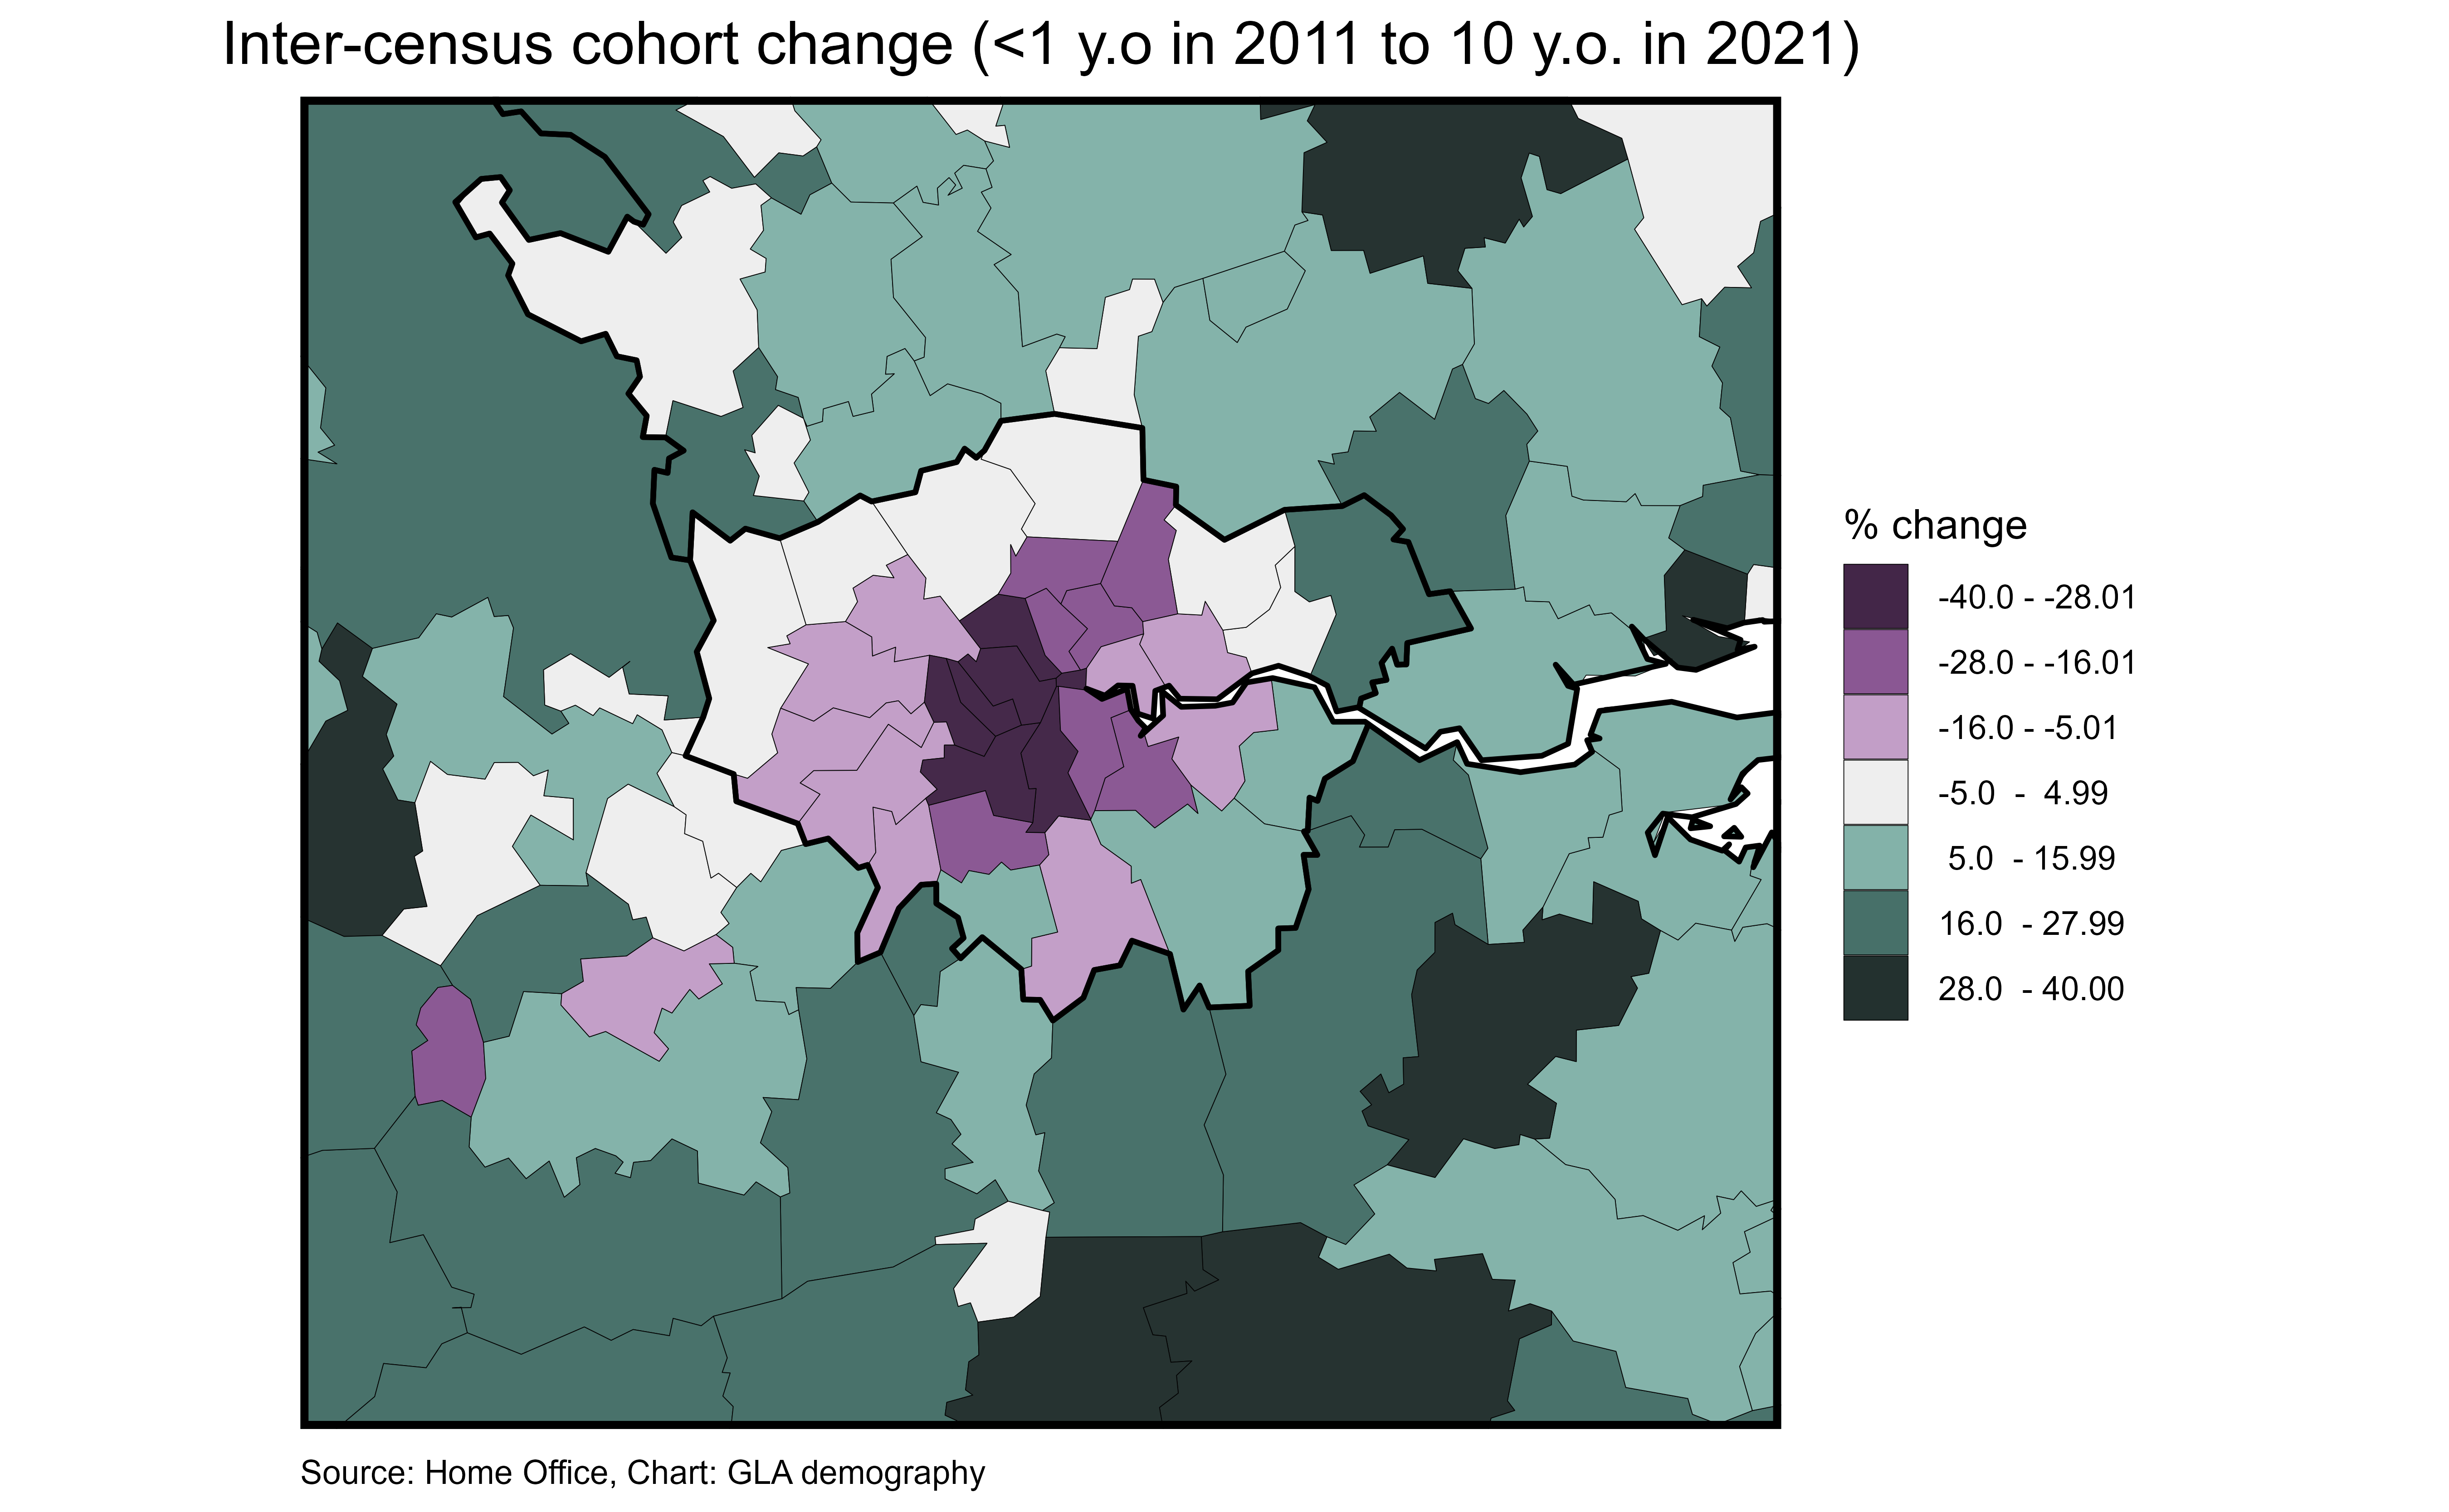 Inter-census cohort change (<1 y.o in 2011 to 10 y.o. in 2021)
% change
-40.0 - -28.01
-28.0 - -16.01
-16.0 - -5.01
-5.0 - 4.99
5.0 - 15.99
16.0 - 27.99
28.0 - 40.00
Source: Home Office, Chart: GLA demography